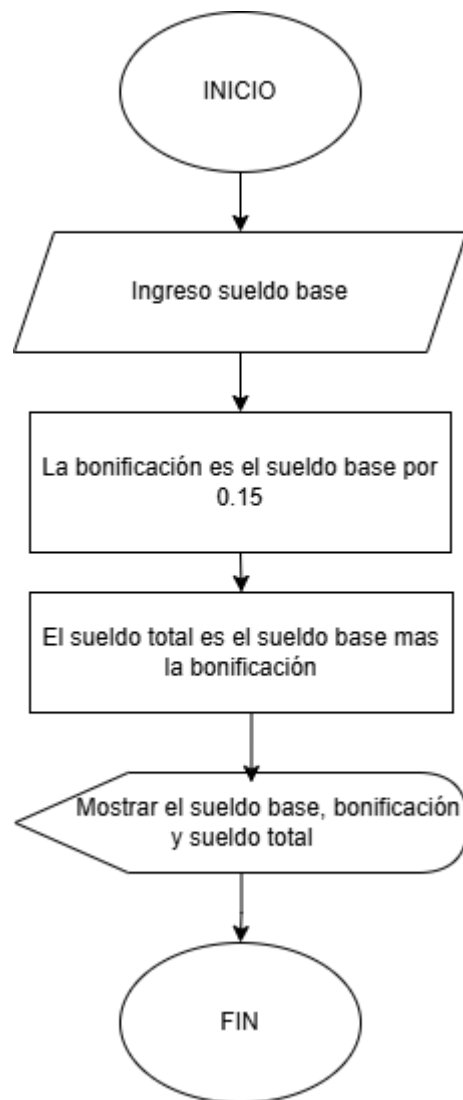 INICIO
Ingreso sueldo base
La bonificación es el sueldo base por
0.15
El sueldo total es el sueldo base mas
la bonificación
Mostrar el sueldo base, bonificación
y sueldo total
FIN